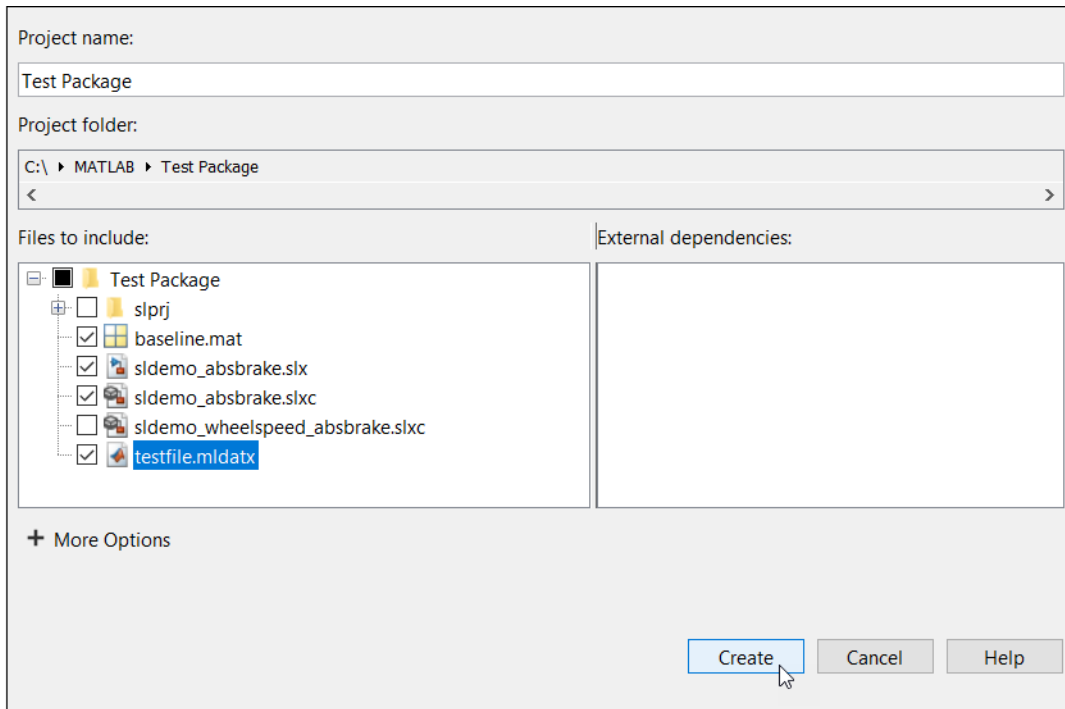 Project name:
Test Package
Project folder:
C:\ ▸ MATLAB ▸ Test Package
Files to include:
External dependencies:
Test Package
slprj
baseline.mat
sldemo_absbrake.slx
sldemo_absbrake.slxc
sldemo_wheelspeed_absbrake.slxc
testfile.mldatx
+ More Options
Create
Cancel
Help